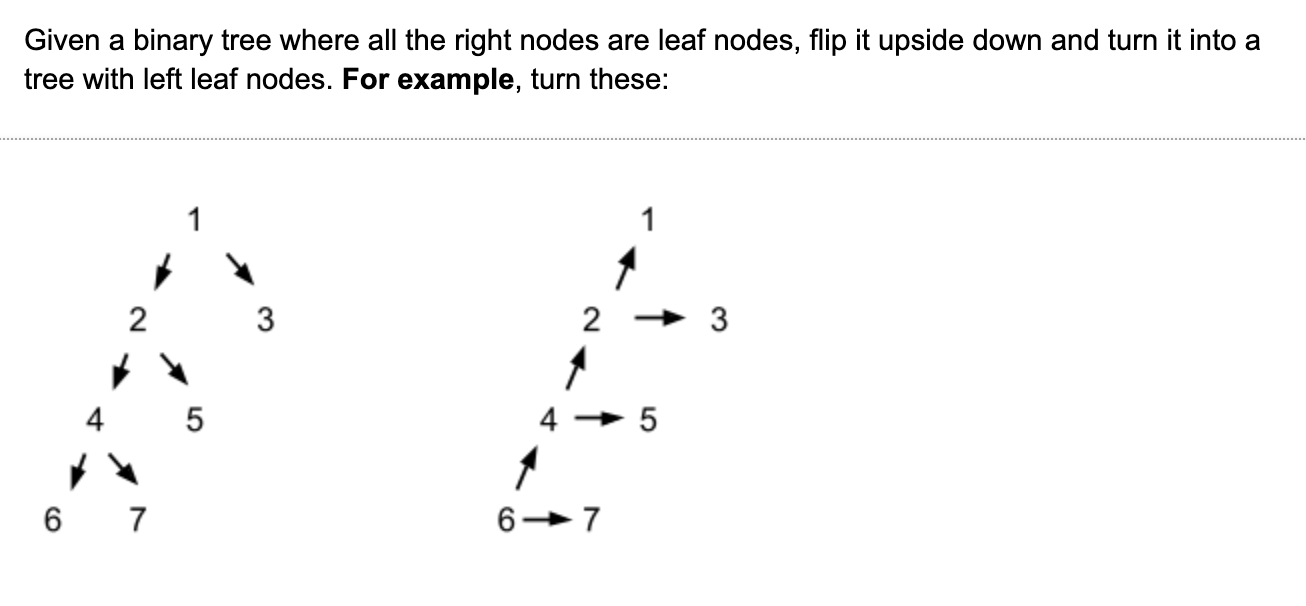 Given a binary tree where all the right nodes are leaf nodes, flip it upside down and turn it into a
tree with left leaf nodes. For example, turn these:
1 1
2 3 2 3
4 5 4 5
6 7 6 7